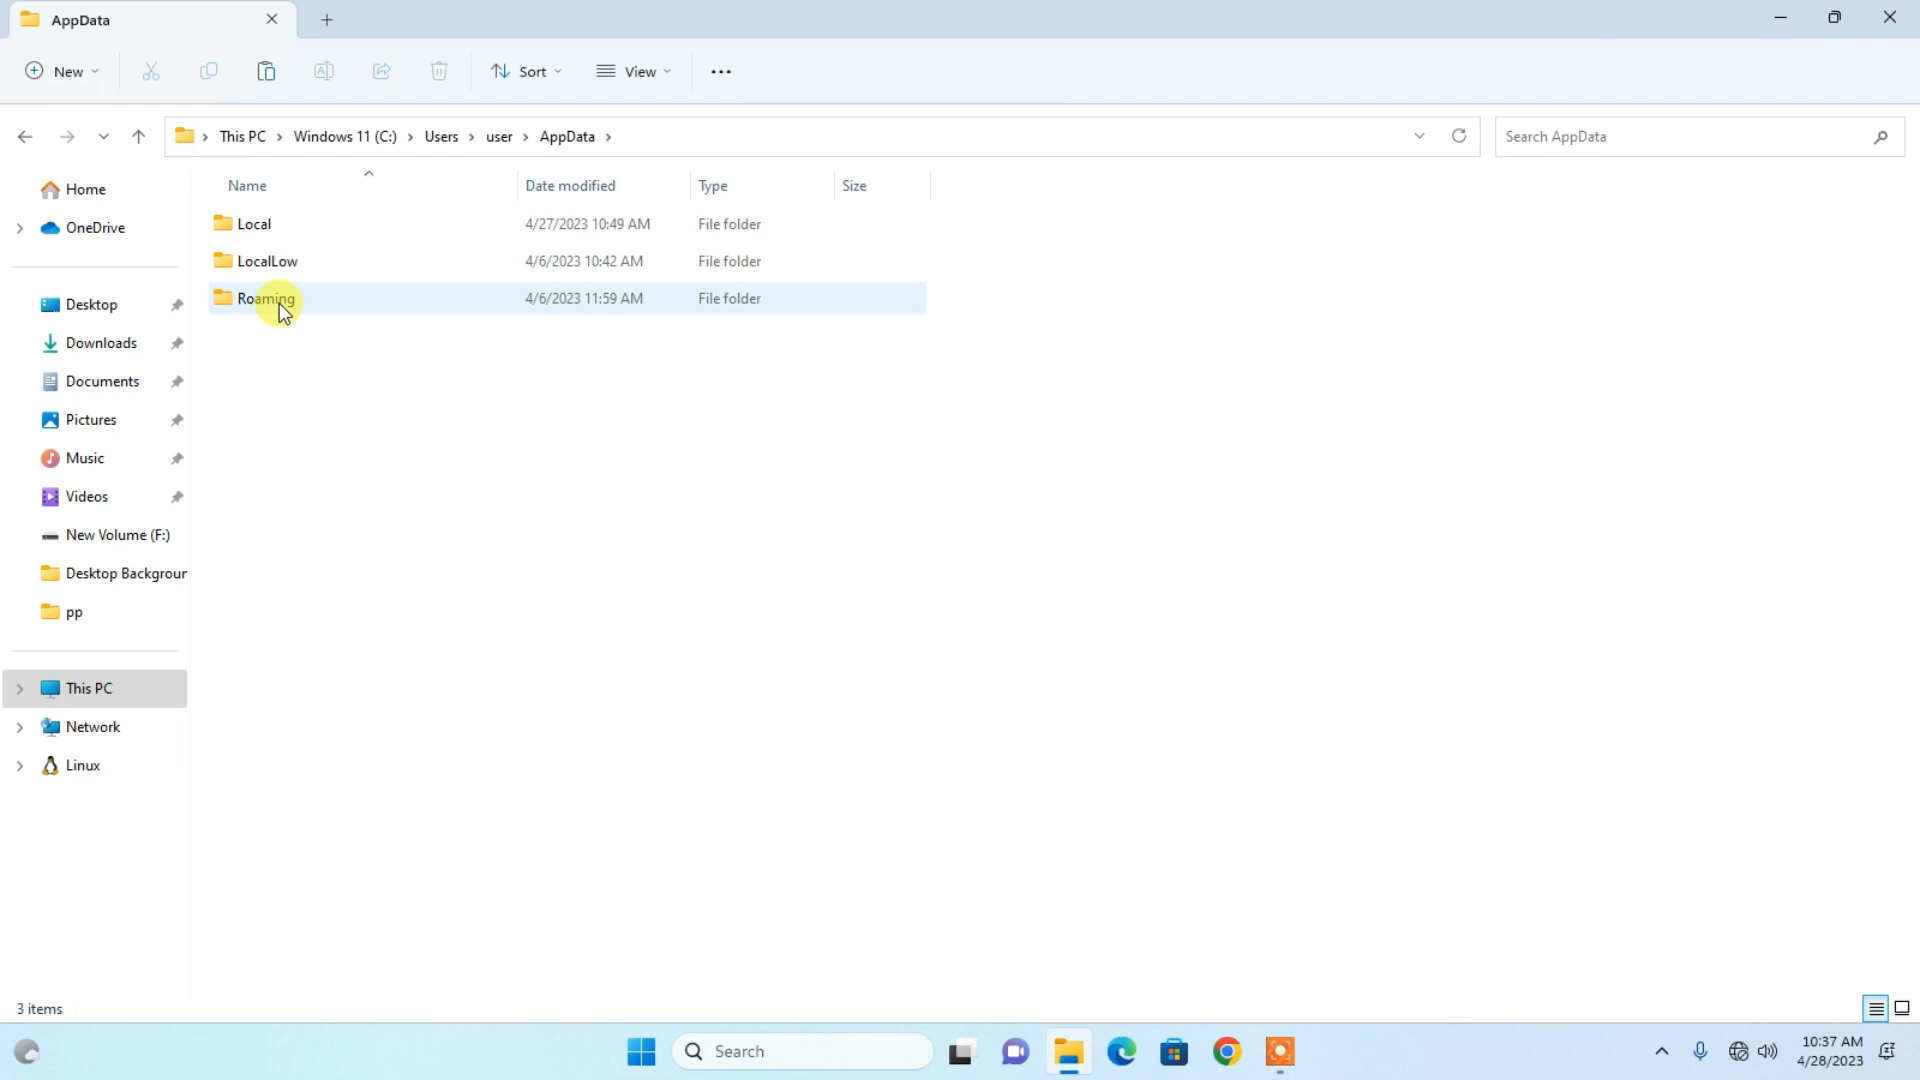 AppData
New
Sort
View
This PC > Windows 11 (C:) > Users > user > AppData >
Search AppData
Name
Date modified
Type
Size
Local 4/27/2023 10:49 AM File folder
LocalLow 4/6/2023 10:42 AM File folder
Roaming 4/6/2023 11:59 AM File folder
Home
OneDrive
Desktop
Downloads
Documents
Pictures
Music
Videos
New Volume (F:)
Desktop Backgroun
pp
This PC
Network
Linux
3 items
Search
10:37 AM
4/28/2023